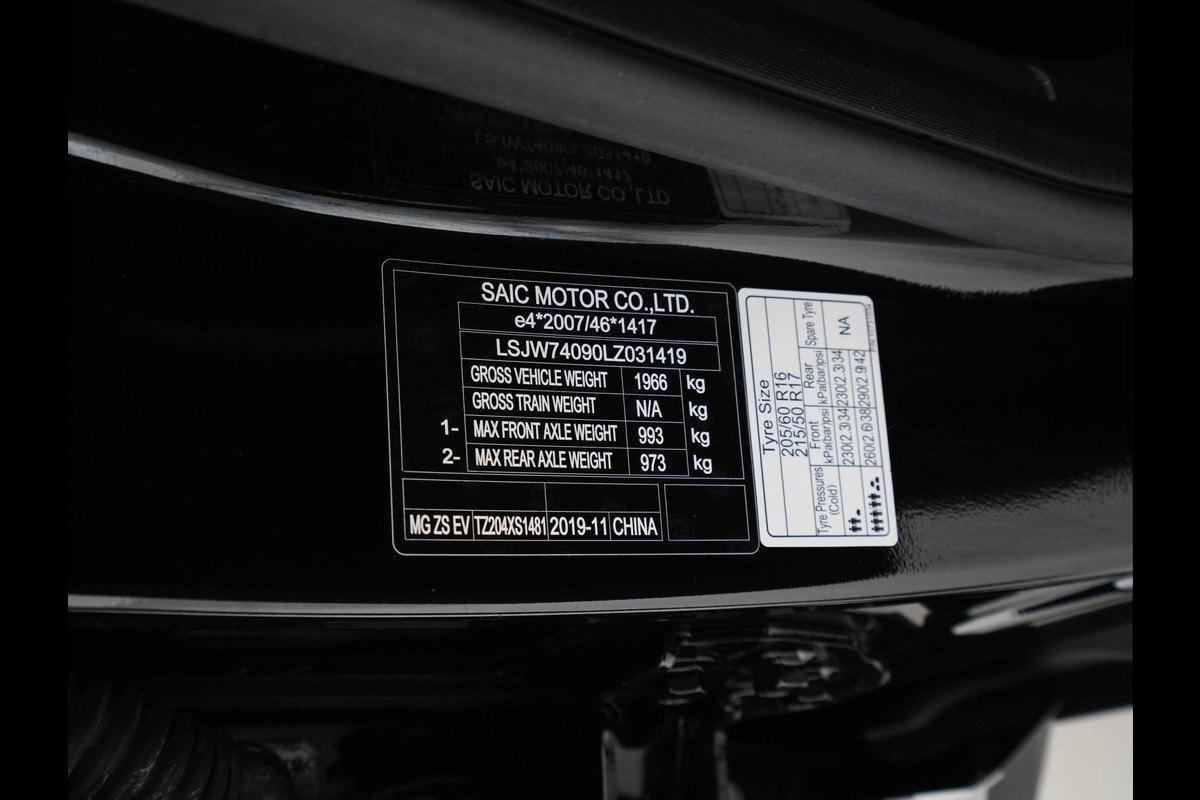 SAIC MOTOR CO.,LTD.
e4*2007/46*1417
LSJW74090LZ031419
GROSS VEHICLE WEIGHT 1966 kg
GROSS TRAIN WEIGHT N/A kg
1- MAX FRONT AXLE WEIGHT 993 kg
2- MAX REAR AXLE WEIGHT 973 kg
MG ZS EV TZ204XS1481 2019-11 CHINA
Tyre Size
205/60 R16
215/50 R17
Tyre Pressures (Cold)
Front
kPa(bar)psi
Rear
kPa(bar)psi
Spare Tyre
230(2.3)34 230(2.3)34 NA
260(2.6)38 290(2.9)42